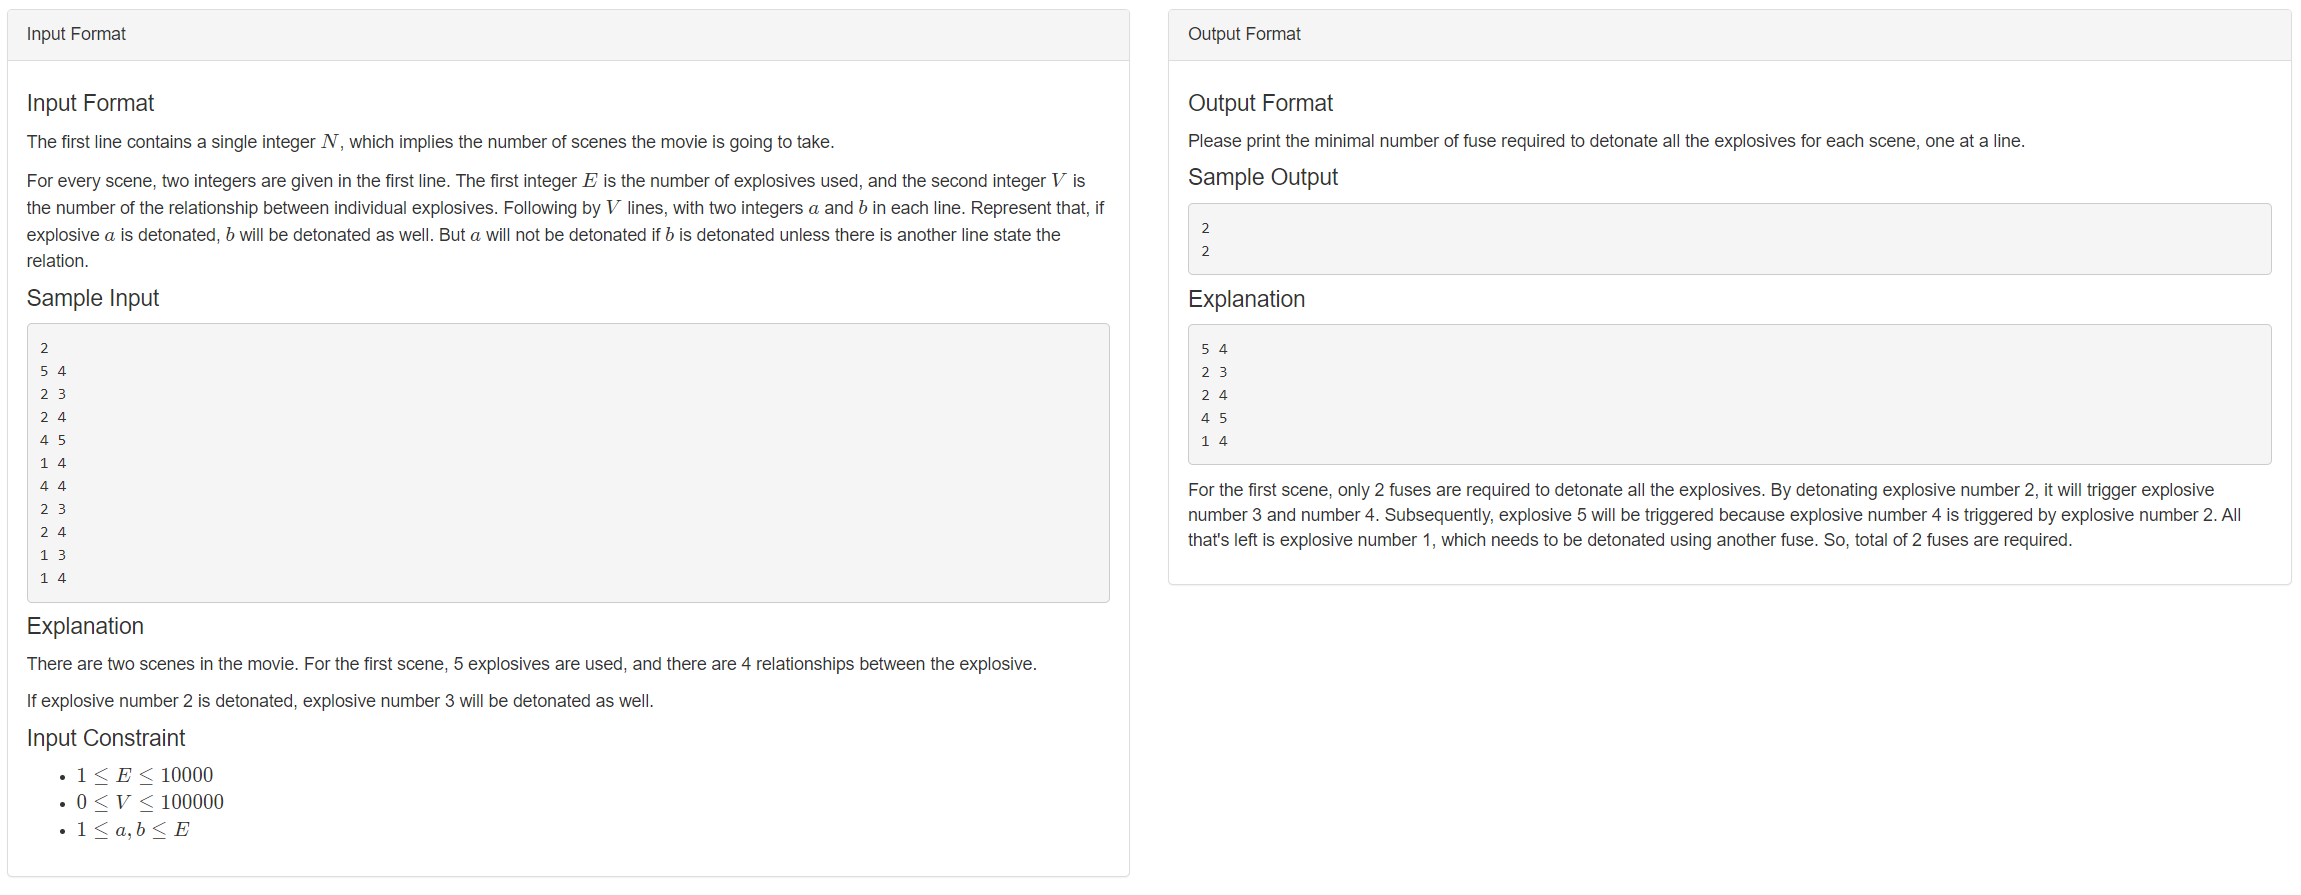 Input Format
Input Format
The first line contains a single integer N, which implies the number of scenes the movie is going to take.
For every scene, two integers are given in the first line. The first integer E is the number of explosives used, and the second integer V is
the number of the relationship between individual explosives. Following by V lines, with two integers a and b in each line. Represent that, if
explosive a is detonated, b will be detonated as well. But a will not be detonated if b is detonated unless there is another line state the
relation.
Sample Input
2
5 4
2 3
2 4
4 5
1 4
4 4
2 3
2 4
1 3
1 4
Explanation
There are two scenes in the movie. For the first scene, 5 explosives are used, and there are 4 relationships between the explosive.
If explosive number 2 is detonated, explosive number 3 will be detonated as well.
Input Constraint
• 1 ≤ E ≤ 10000
• 0 ≤ V ≤ 100000
• 1 ≤ a, b ≤ E
Output Format
Output Format
Please print the minimal number of fuse required to detonate all the explosives for each scene, one at a line.
Sample Output
2
2
Explanation
5 4
2 3
2 4
4 5
1 4
For the first scene, only 2 fuses are required to detonate all the explosives. By detonating explosive number 2, it will trigger explosive
number 3 and number 4. Subsequently, explosive 5 will be triggered because explosive number 4 is triggered by explosive number 2. All
that's left is explosive number 1, which needs to be detonated using another fuse. So, total of 2 fuses are required.